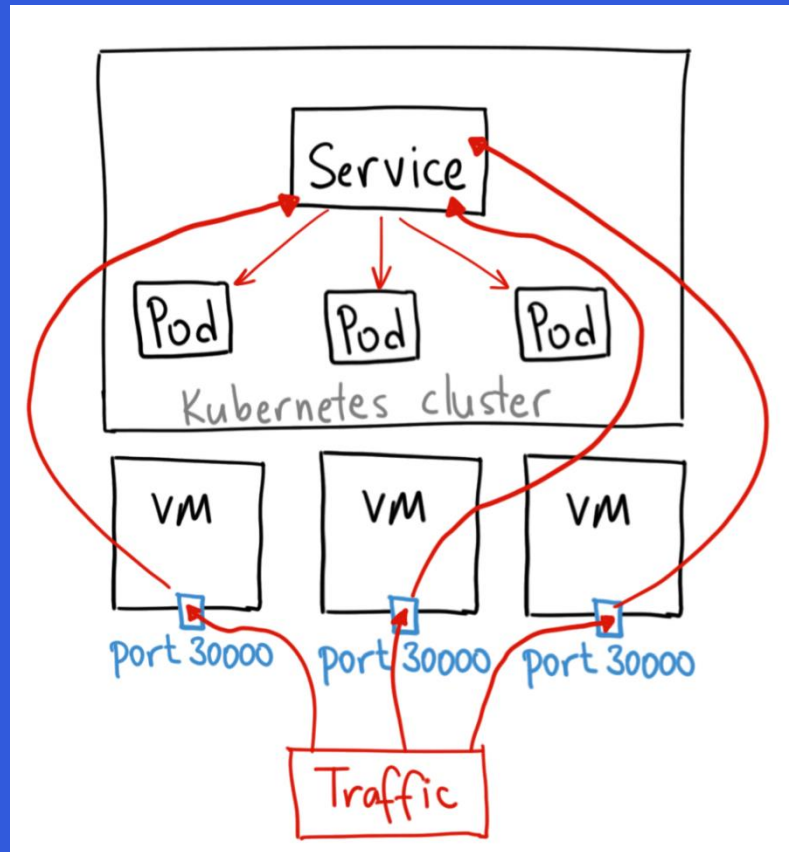 Service
Pod
Pod
Pod
Kubernetes cluster
VM
VM
VM
port 30000
port 30000
port 30000
Traffic